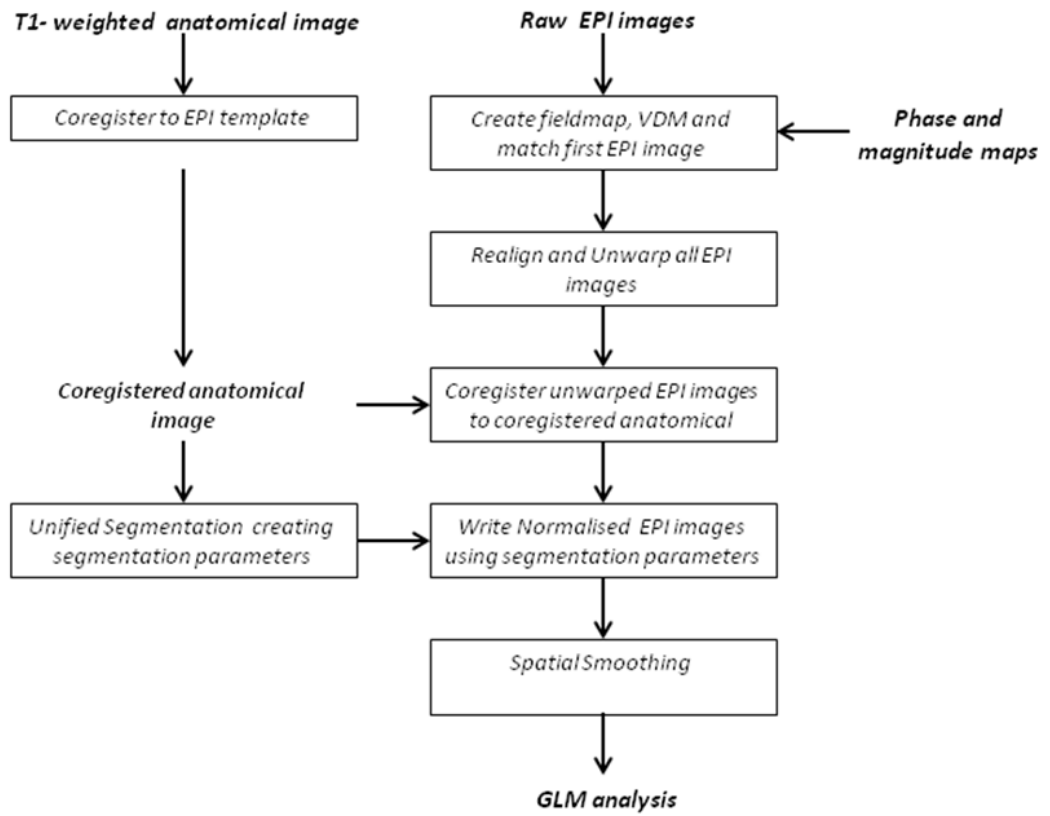 T1- weighted anatomical image
Raw EPI images
Coregister to EPI template
Create fieldmap, VDM and
match first EPI image
Phase and
magnitude maps
Realign and Unwarp all EPI
images
Coregistered anatomical
image
Coregister unwarped EPI images
to coregistered anatomical
Unified Segmentation creating
segmentation parameters
Write Normalised EPI images
using segmentation parameters
Spatial Smoothing
GLM analysis